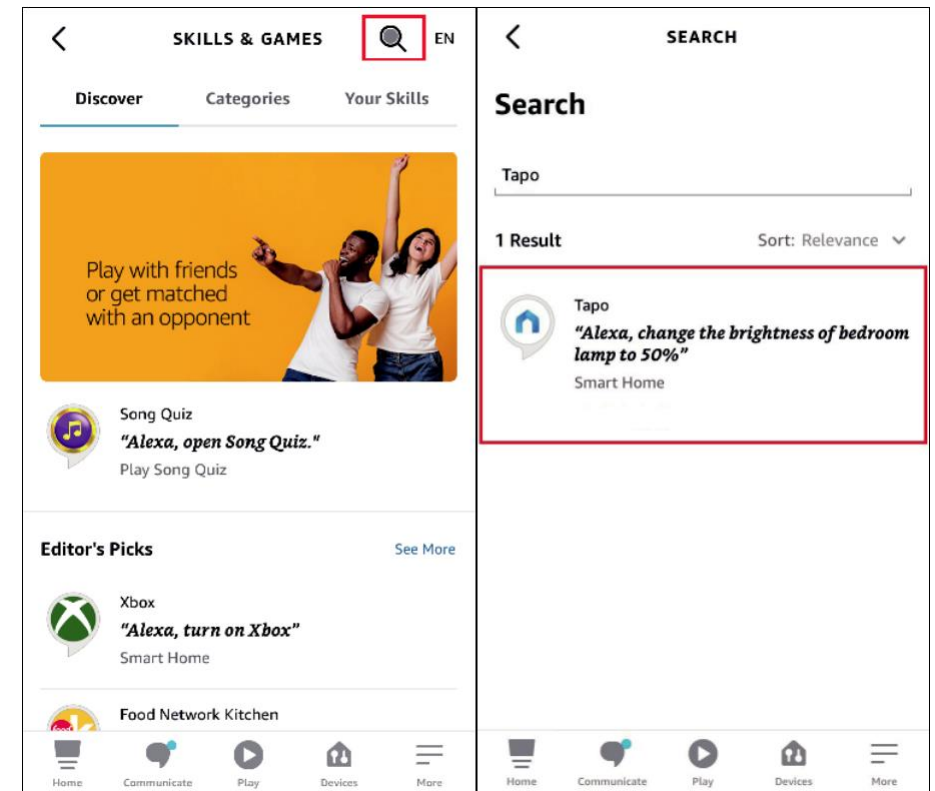 SKILLS & GAMES
EN
Discover
Categories
Your Skills
Play with friends
or get matched
with an opponent
Song Quiz
“Alexa, open Song Quiz."
Play Song Quiz
Editor's Picks
See More
Xbox
“Alexa, turn on Xbox”
Smart Home
Food Network Kitchen
food
Home
Communicate
Play
Devices
More
SEARCH
Search
Tapo
1 Result
Sort: Relevance
Tapo
“Alexa, change the brightness of bedroom
lamp to 50%”
Smart Home
Home
Communicate
Play
Devices
More